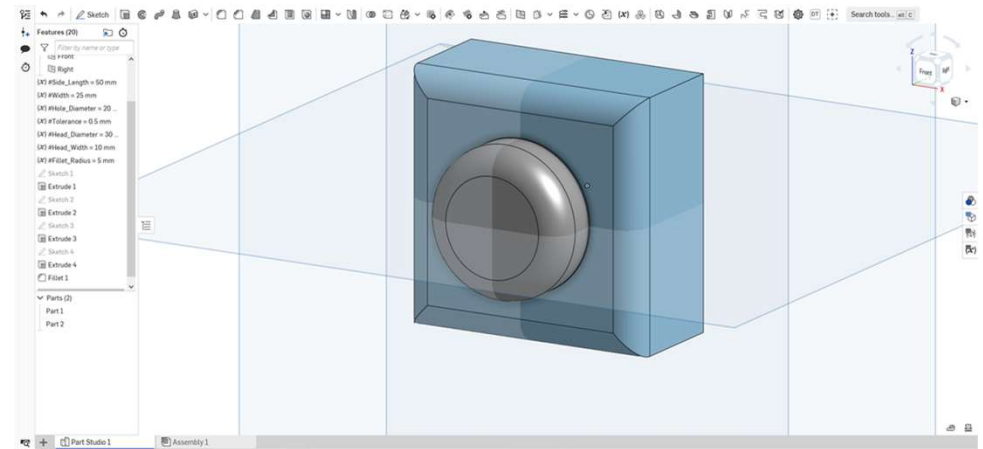 Sketch
Search tools... alt C
Features (20)
Filter by name or type
Front
Right
(x) #Side_Length = 50 mm
(x) #Width = 25 mm
(x) #Hole_Diameter = 20 ...
(x) #Tolerance = 0.5 mm
(x) #Head_Diameter = 30 ...
(x) #Head_Width = 10 mm
(x) #Fillet_Radius = 5 mm
Sketch 1
Extrude 1
Sketch 2
Extrude 2
Sketch 3
Extrude 3
Sketch 4
Extrude 4
Fillet 1
Parts (2)
Part 1
Part 2
Z
Front
X
Part Studio 1
Assembly 1